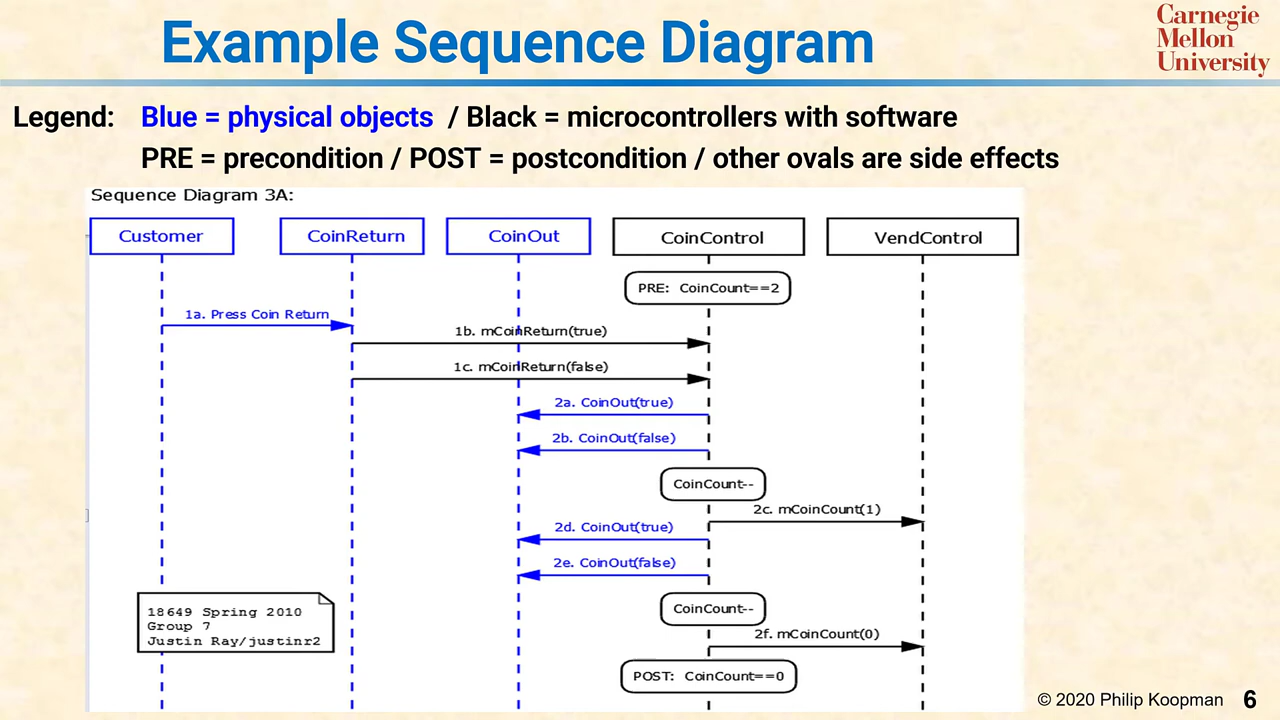 Example Sequence Diagram
Carnegie
Mellon
University
Legend: Blue = physical objects / Black = microcontrollers with software
PRE = precondition / POST = postcondition / other ovals are side effects
Sequence Diagram 3A:
Customer
CoinReturn
CoinOut
CoinControl
VendControl
PRE: CoinCount==2
1a. Press Coin Return
1b. mCoinReturn(true)
1c. mCoinReturn(false)
2a. CoinOut(true)
2b. CoinOut(false)
CoinCount--
2c. mCoinCount(1)
2d. CoinOut(true)
2e. CoinOut(false)
CoinCount--
2f. mCoinCount(0)
POST: CoinCount==0
18649 Spring 2010
Group 7
Justin Ray/justinr2
© 2020 Philip Koopman 6